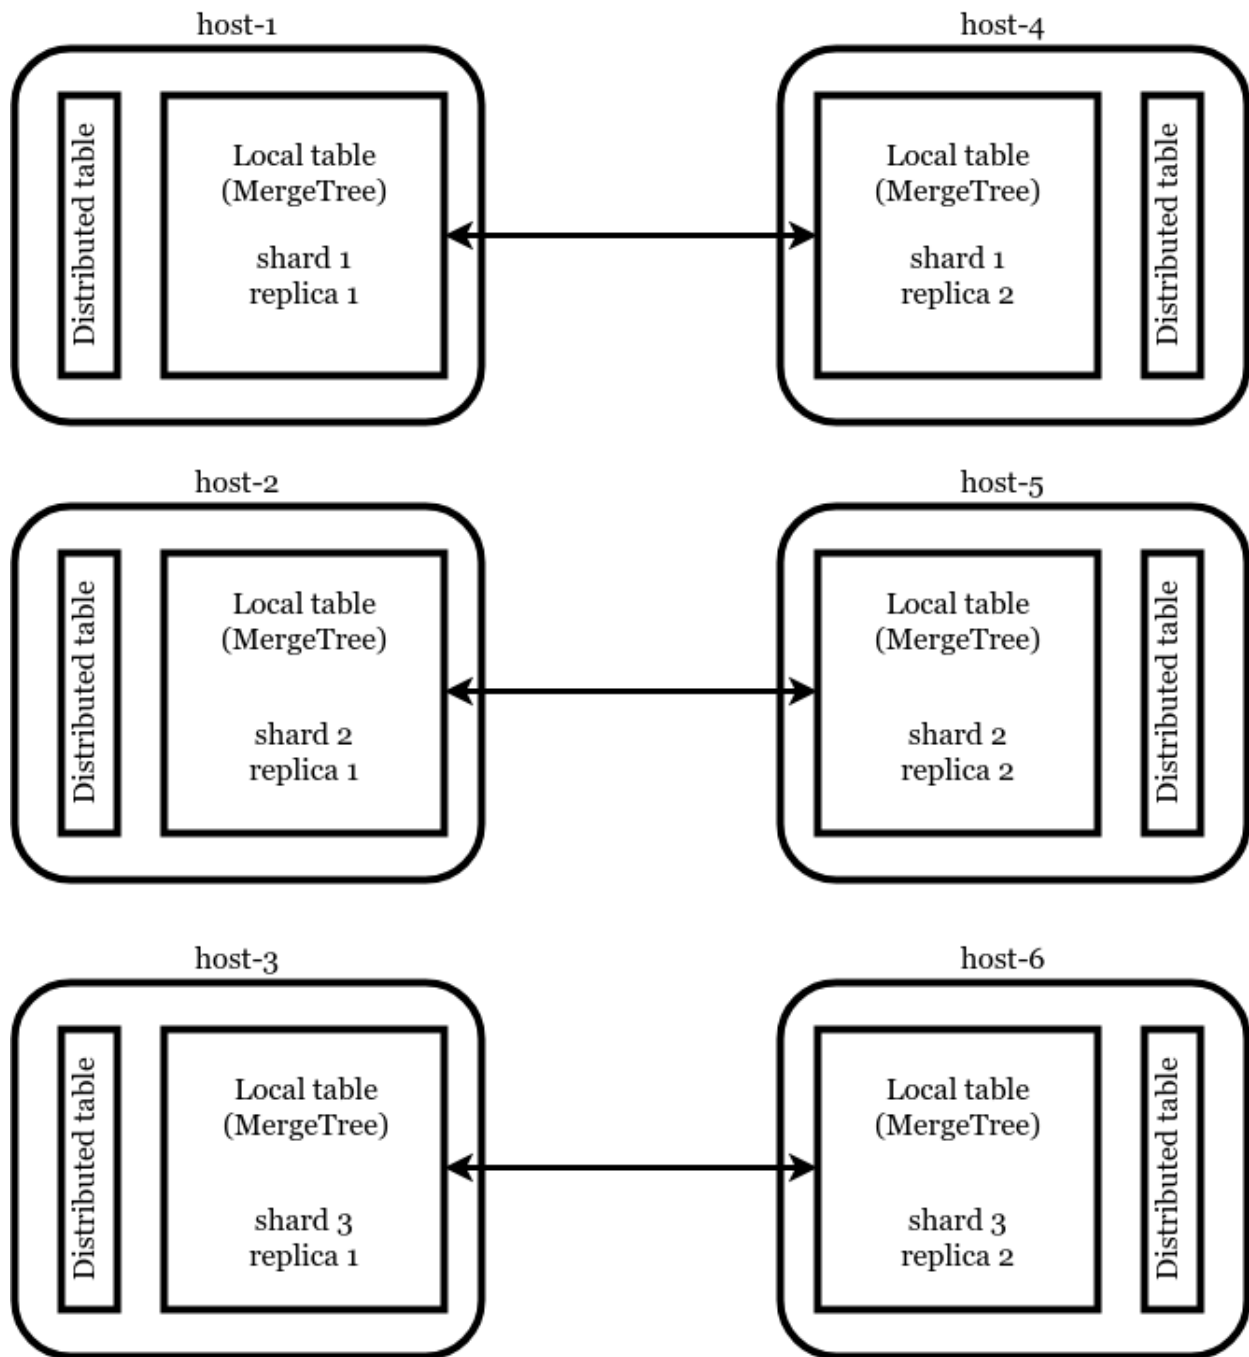 host-1
Distributed table
Local table
(MergeTree)
shard 1
replica 1
host-4
Local table
(MergeTree)
shard 1
replica 2
Distributed table
host-2
Distributed table
Local table
(MergeTree)
shard 2
replica 1
host-5
Local table
(MergeTree)
shard 2
replica 2
Distributed table
host-3
Distributed table
Local table
(MergeTree)
shard 3
replica 1
host-6
Local table
(MergeTree)
shard 3
replica 2
Distributed table